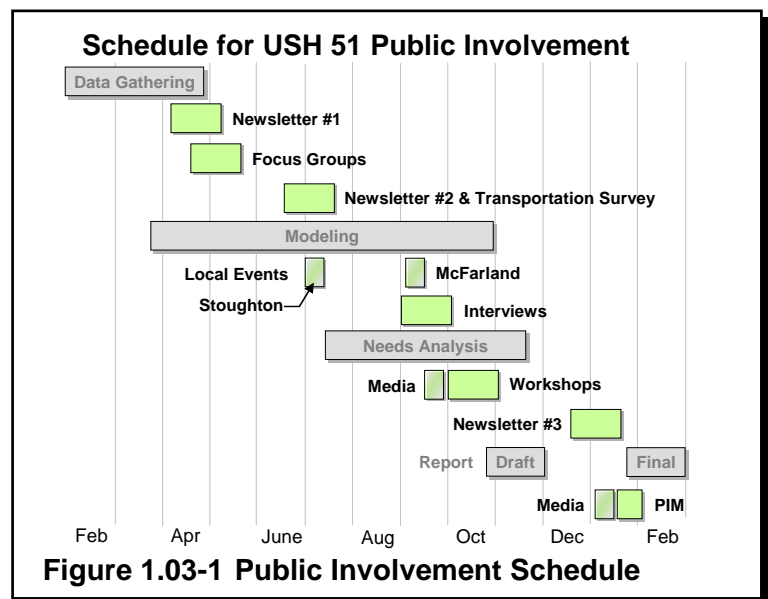 Schedule for USH 51 Public Involvement
Data Gathering
Newsletter #1
Focus Groups
Newsletter #2 & Transportation Survey
Modeling
Local Events
McFarland
Stoughton
Interviews
Needs Analysis
Media
Workshops
Newsletter #3
Report
Draft
Final
Media
PIM
Feb Apr June Aug Oct Dec Feb
Figure 1.03-1 Public Involvement Schedule